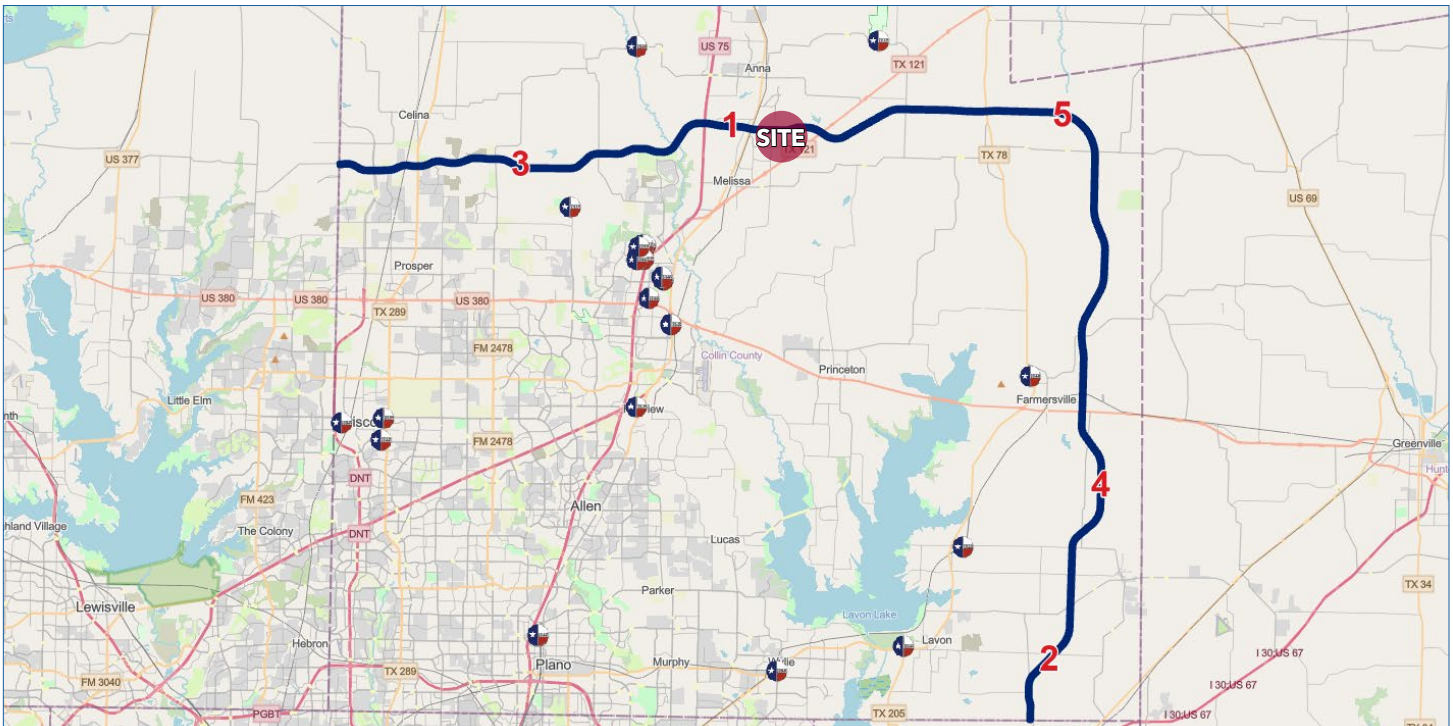 US 75
Anna
TX 121
Celina
1
SITE
5
US 377
3
TX 78
Melissa
US 69
Prosper
US 380
US 380
US 380
TX 289
FM 2478
Collin County
Princeton
Little Elm
Farmersville
FM 2478
Greenville
DNT
4
FM 423
Allen
The Colony
DNT
Lucas
Parker
TX 34
Lewisville
Lavon Lake
Hebron
Lavon
2
I 30;US 67
Plano
Murphy
TX 289
FM 3040
I 30;US 67
PGBT
TX 205
I 30;US 67